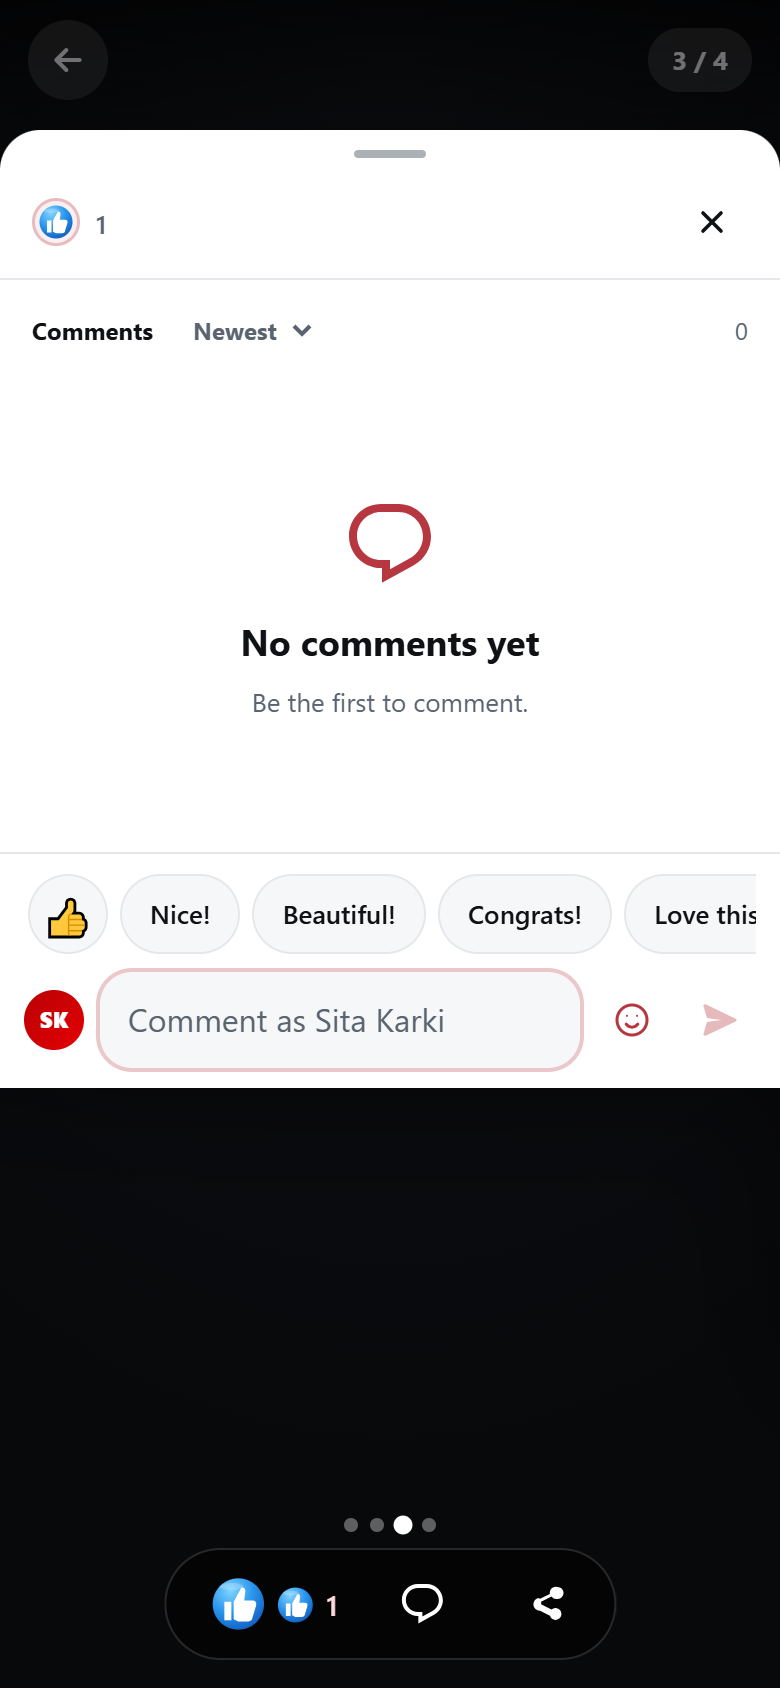 3 / 4
1
Comments Newest 0
No comments yet
Be the first to comment.
Nice! Beautiful! Congrats! Love this
SK Comment as Sita Karki
1